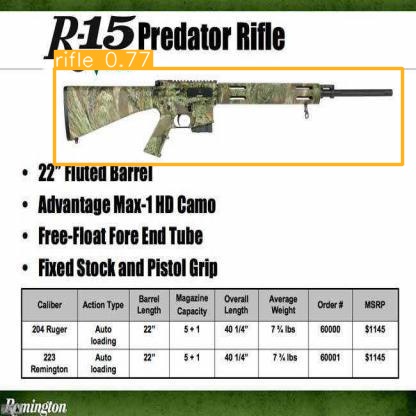 R-15 Predator Rifle
rifle 0.77
• 22” Fluted Barrel
• Advantage Max-1 HD Camo
• Free-Float Fore End Tube
• Fixed Stock and Pistol Grip
Caliber Action Type Barrel Length Magazine Capacity Overall Length Average Weight Order # MSRP
204 Ruger Auto loading 22” 5 + 1 40 1/4” 7 ¾ lbs 60000 $1145
223 Remington Auto loading 22” 5 + 1 40 1/4” 7 ¾ lbs 60001 $1145
Remington